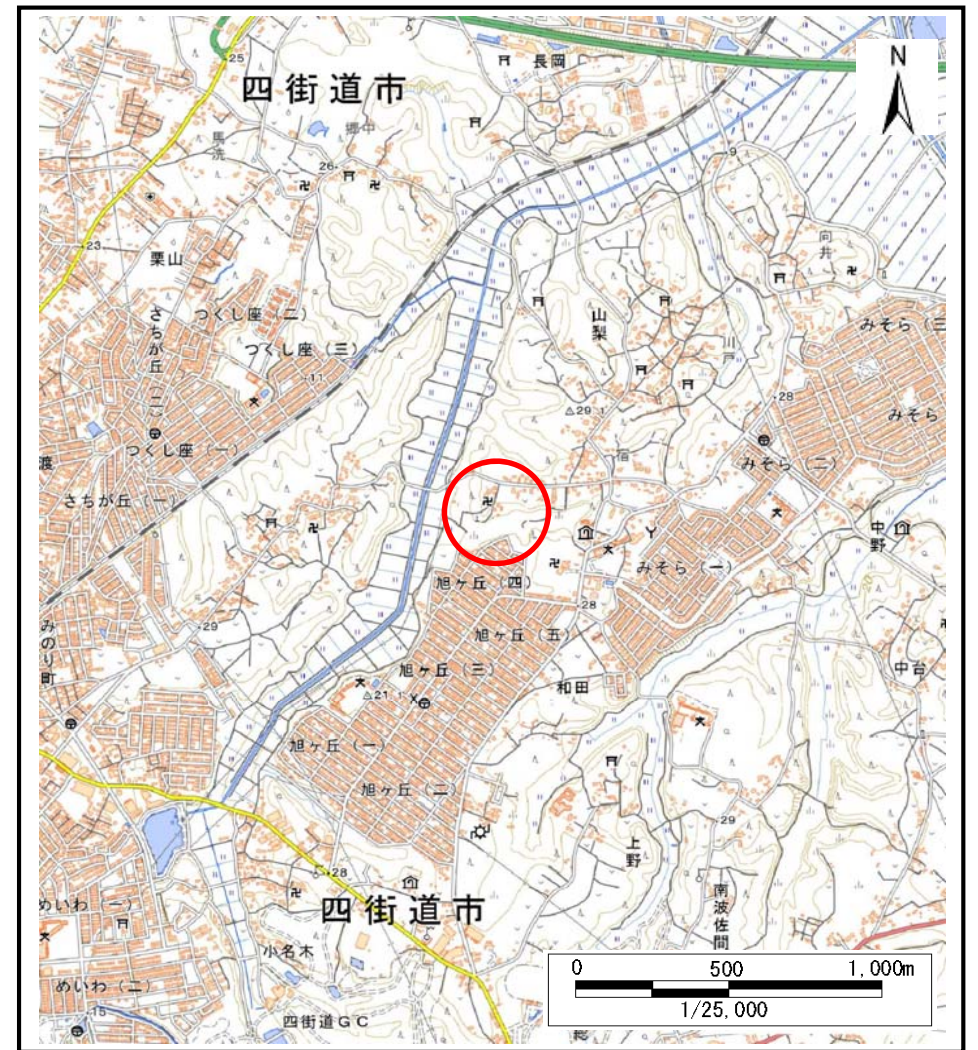 長岡
N
25
四街道市
郷中
馬洗
26
9
向井
23
栗山
つくし座(二)
みそら(三
さちが丘(二)
山梨
つくし座(三)
川戸
11
28
みそら
29.1
つくし座(一)
宿
みそら(二)
渡
さちが丘(一)
中野
みそら(一)
旭ヶ丘(四)
28
みのり町
29
旭ヶ丘(五)
旭ヶ丘(三)
中台
和田
21.1
旭ヶ丘(一)
旭ヶ丘(二)
29
上野
28
南波佐間
めいわ(一)
四街道市
小名木
0 500 1,000m
めいわ(二)
1/25,000
15
四街道GC